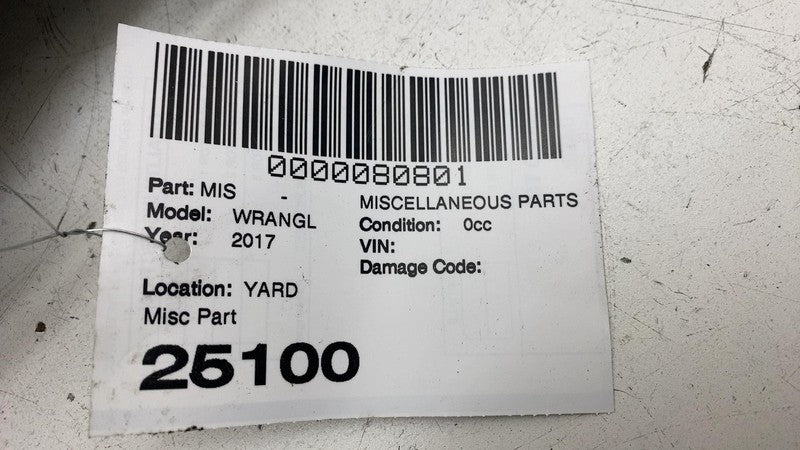 0000080801
Part: MIS - MISCELLANEOUS PARTS
Model: WRANGL Condition: 0cc
Year: 2017 VIN:
Damage Code:
Location: YARD
Misc Part
25100